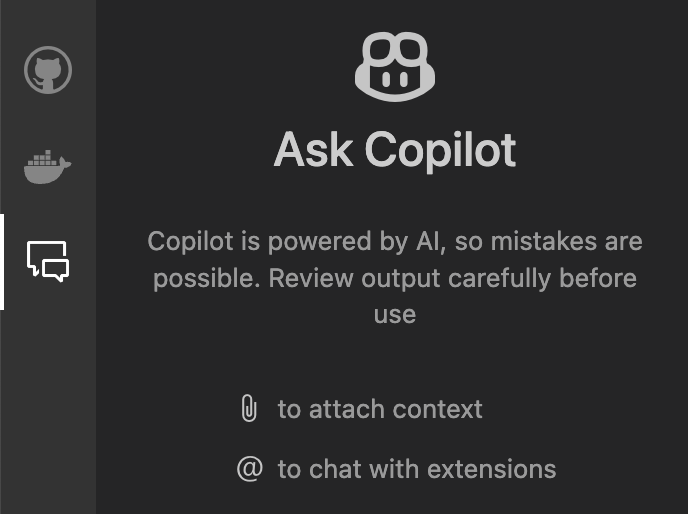 Ask Copilot
Copilot is powered by AI, so mistakes are
possible. Review output carefully before
use
to attach context
@ to chat with extensions